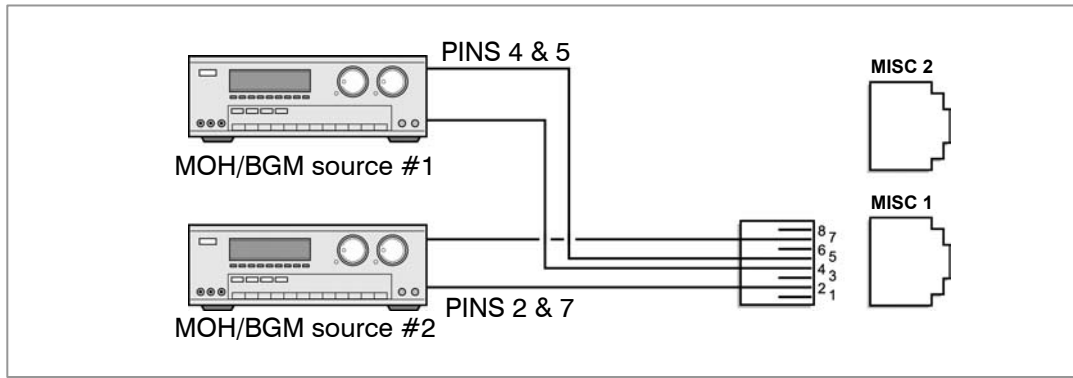 PINS 4 & 5
MOH/BGM source #1
MISC 2
MISC 1
8
7
6
5
4
3
2
1
PINS 2 & 7
MOH/BGM source #2